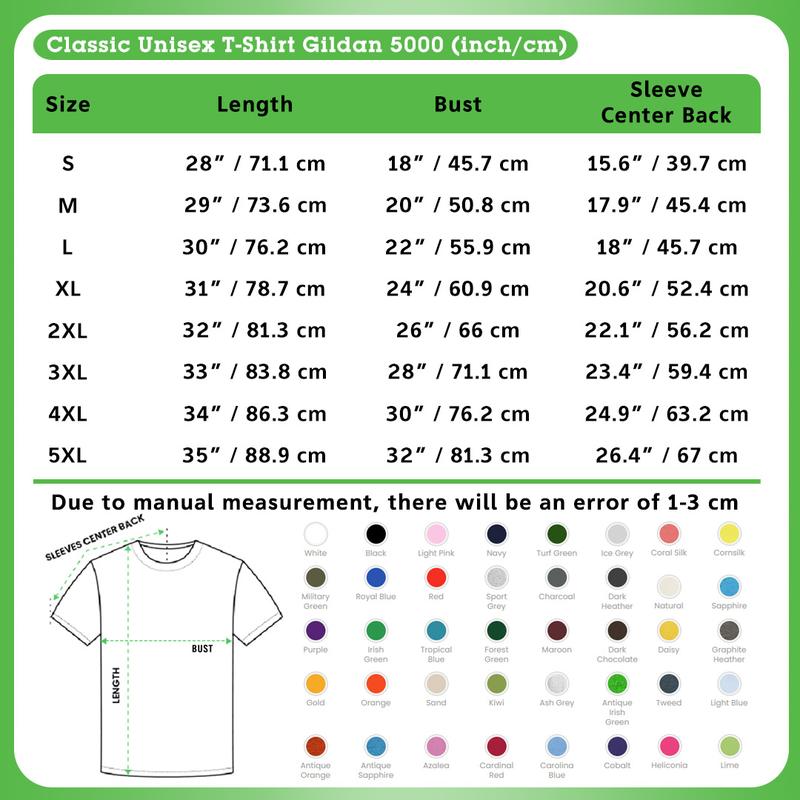 Classic Unisex T-Shirt Gildan 5000 (inch/cm)
Size Length Bust Sleeve Center Back
S 28” / 71.1 cm 18” / 45.7 cm 15.6” / 39.7 cm
M 29” / 73.6 cm 20” / 50.8 cm 17.9” / 45.4 cm
L 30” / 76.2 cm 22” / 55.9 cm 18” / 45.7 cm
XL 31” / 78.7 cm 24” / 60.9 cm 20.6” / 52.4 cm
2XL 32” / 81.3 cm 26” / 66 cm 22.1” / 56.2 cm
3XL 33” / 83.8 cm 28” / 71.1 cm 23.4” / 59.4 cm
4XL 34” / 86.3 cm 30” / 76.2 cm 24.9” / 63.2 cm
5XL 35” / 88.9 cm 32” / 81.3 cm 26.4” / 67 cm
Due to manual measurement, there will be an error of 1-3 cm
SLEEVES CENTER BACK
BUST
LENGTH
White Black Light Pink Navy Turf Green Ice Grey Coral Silk Cornsilk
Military Green Royal Blue Red Sport Grey Charcoal Dark Heather Natural Sapphire
Purple Irish Green Tropical Blue Forest Green Maroon Dark Chocolate Daisy Graphite Heather
Gold Orange Sand Kiwi Ash Grey Antique Irish Green Tweed Light Blue
Antique Orange Antique Sapphire Azalea Cardinal Red Carolina Blue Cobalt Heliconia Lime